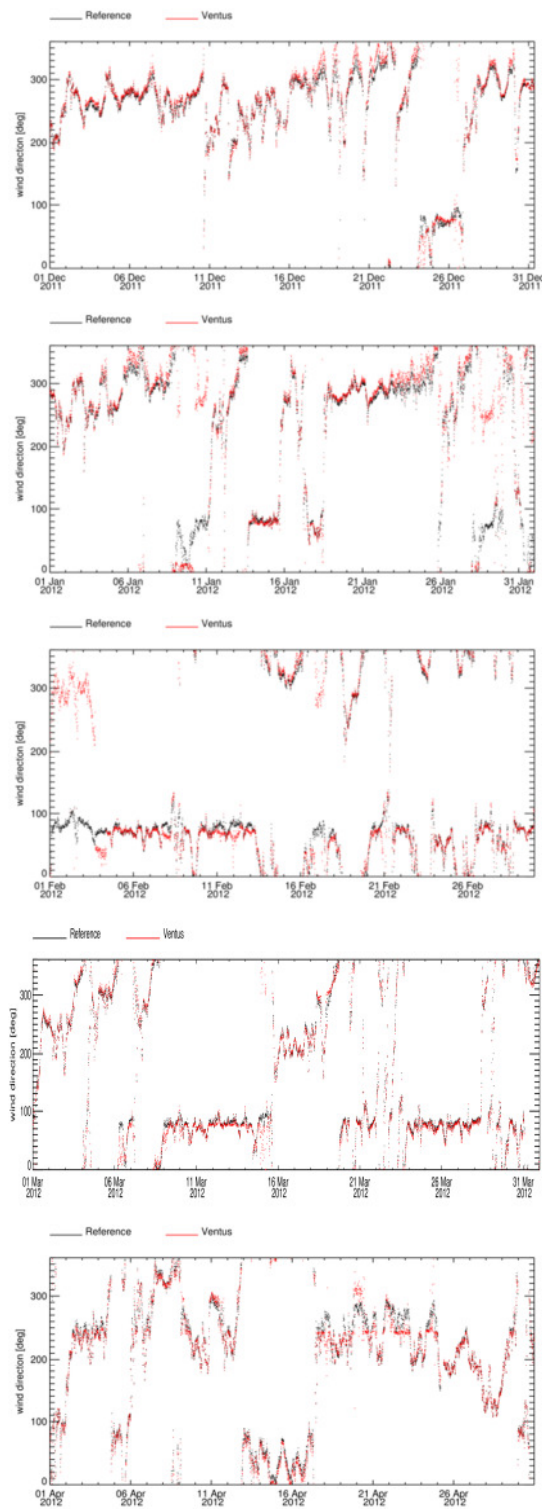 Reference Ventus
wind direction [deg]
300
200
100
0
01 Dec 06 Dec 11 Dec 16 Dec 21 Dec 26 Dec 31 Dec
2011 2011 2011 2011 2011 2011 2011
Reference Ventus
wind direction [deg]
300
200
100
0
01 Jan 06 Jan 11 Jan 16 Jan 21 Jan 26 Jan 31 Jan
2012 2012 2012 2012 2012 2012 2012
Reference Ventus
wind direction [deg]
300
200
100
0
01 Feb 06 Feb 11 Feb 16 Feb 21 Feb 26 Feb
2012 2012 2012 2012 2012 2012
Reference Ventus
wind direction [deg]
300
200
100
0
01 Mar 06 Mar 11 Mar 16 Mar 21 Mar 26 Mar 31 Mar
2012 2012 2012 2012 2012 2012 2012
Reference Ventus
wind direction [deg]
300
200
100
0
01 Apr 06 Apr 11 Apr 16 Apr 21 Apr 26 Apr
2012 2012 2012 2012 2012 2012